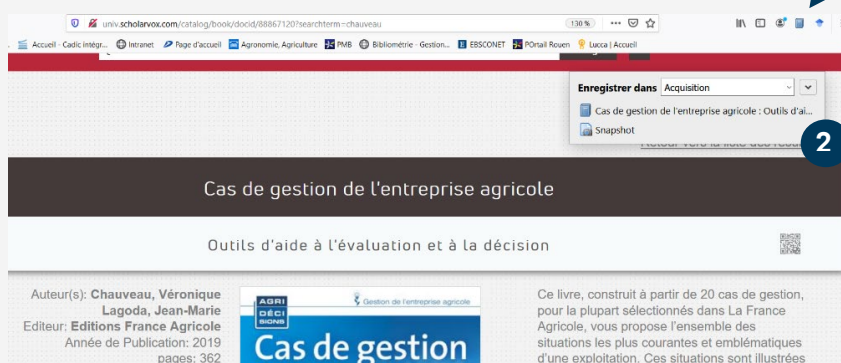 univ.scholarvox.com/catalog/book/docid/88867120?searchterm=chauveau
130 %
Accueil - Cadic intégr...
Intranet
Page d'accueil
Agronomie, Agriculture
PMB
Bibliométrie - Gestion...
EBSCONET
POrtail Rouen
Lucca | Accueil
Enregistrer dans Acquisition
Cas de gestion de l'entreprise agricole : Outils d'ai...
Snapshot
2
Cas de gestion de l'entreprise agricole
Outils d'aide à l'évaluation et à la décision
Auteur(s): Chauveau, Véronique
Lagoda, Jean-Marie
Editeur: Editions France Agricole
Année de Publication: 2019
pages: 362
AGRI
DÉCI
SIONS
Gestion de l'entreprise agricole
Cas de gestion
Ce livre, construit à partir de 20 cas de gestion,
pour la plupart sélectionnés dans La France
Agricole, vous propose l'ensemble des
situations les plus courantes et emblématiques
d'une exploitation. Ces situations sont illustrées